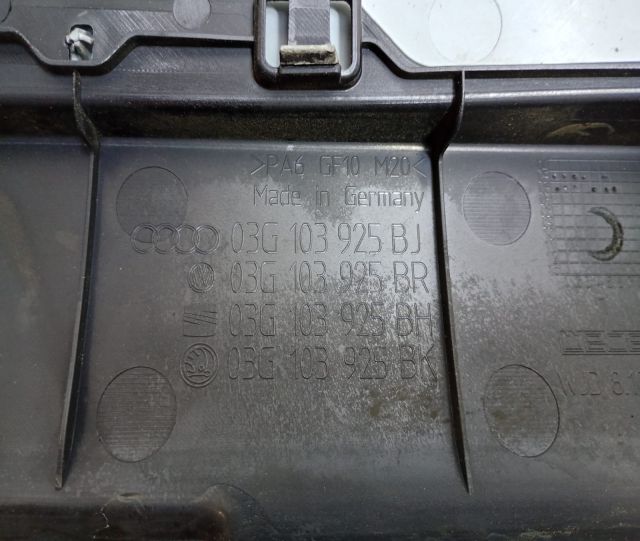 >PA6 GF10 M20<
Made in Germany
03G 103 925 BJ
03G 103 925 BR
03G 103 925 BH
03G 103 925 BK